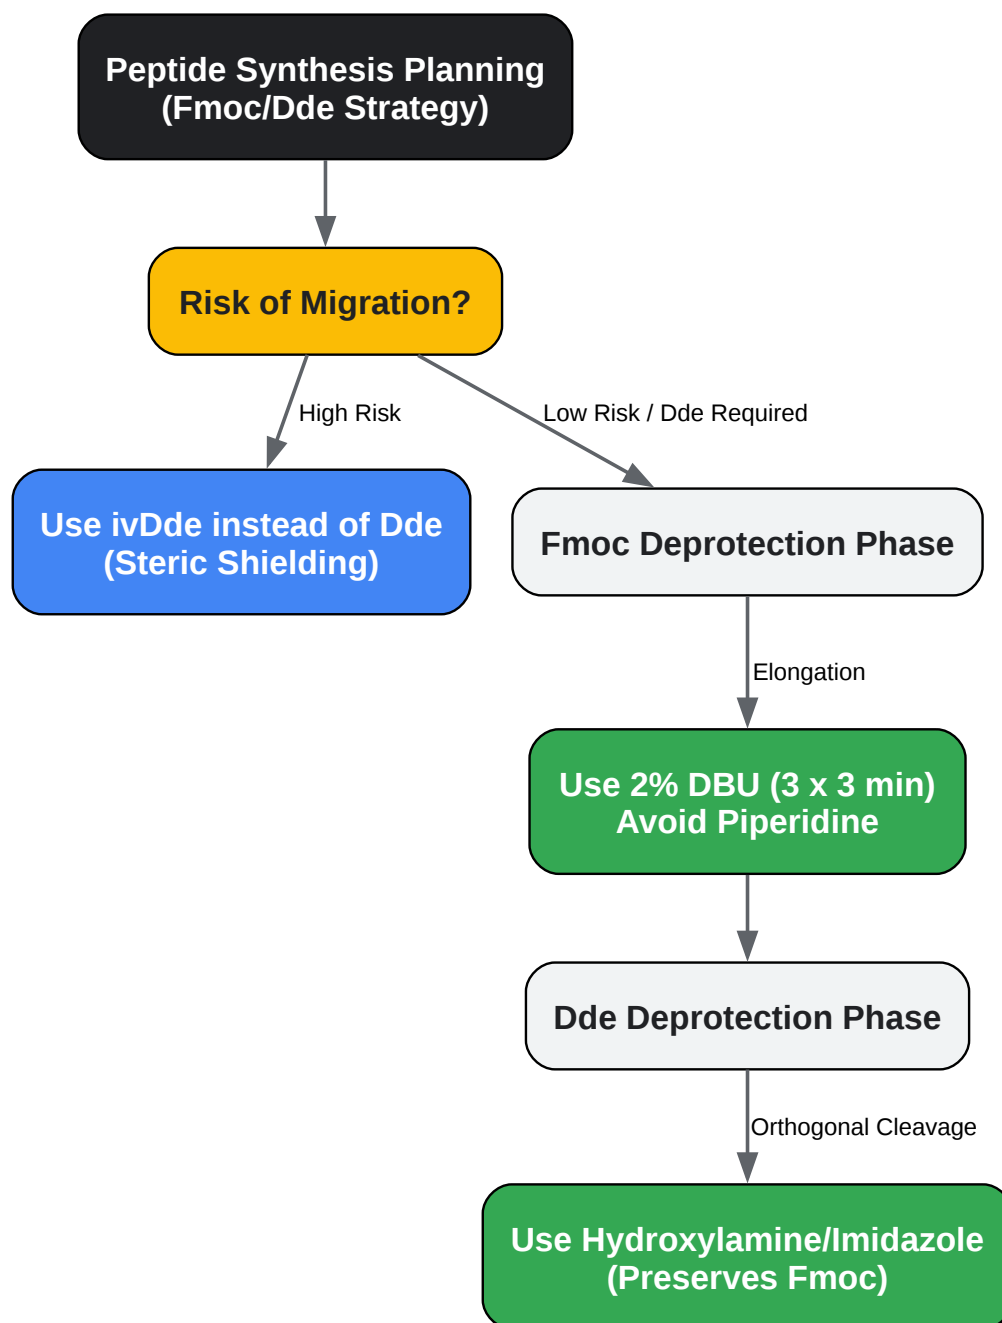 Peptide Synthesis Planning
(Fmoc/Dde Strategy)
Risk of Migration?
High Risk
Low Risk / Dde Required
Use ivDde instead of Dde
(Steric Shielding)
Fmoc Deprotection Phase
Elongation
Use 2% DBU (3 x 3 min)
Avoid Piperidine
Dde Deprotection Phase
Orthogonal Cleavage
Use Hydroxylamine/Imidazole
(Preserves Fmoc)